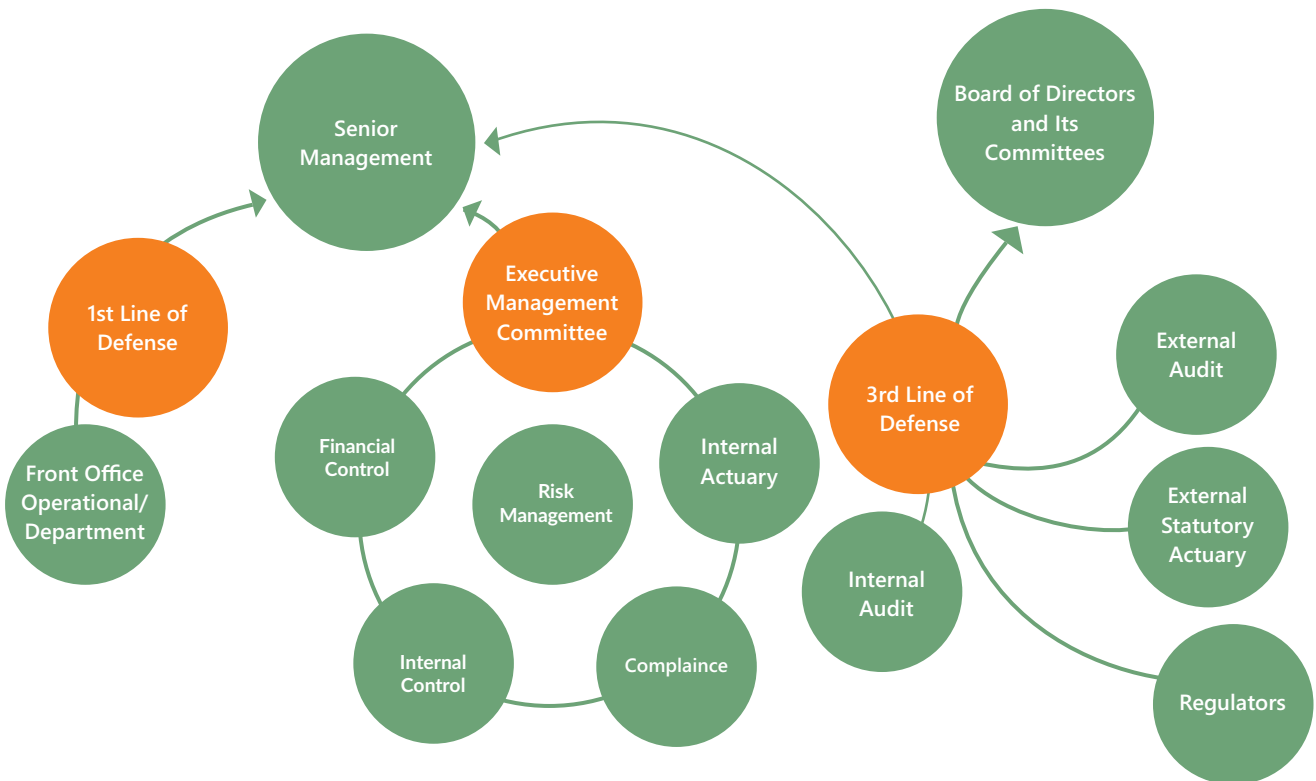 Senior
Management
Board of Directors
and Its
Committees
1st Line of
Defense
Executive
Management
Committee
3rd Line of
Defense
External
Audit
Front Office
Operational/
Department
Financial
Control
Risk
Management
Internal
Actuary
External
Statutory
Actuary
Internal
Audit
Internal
Control
Complaince
Regulators